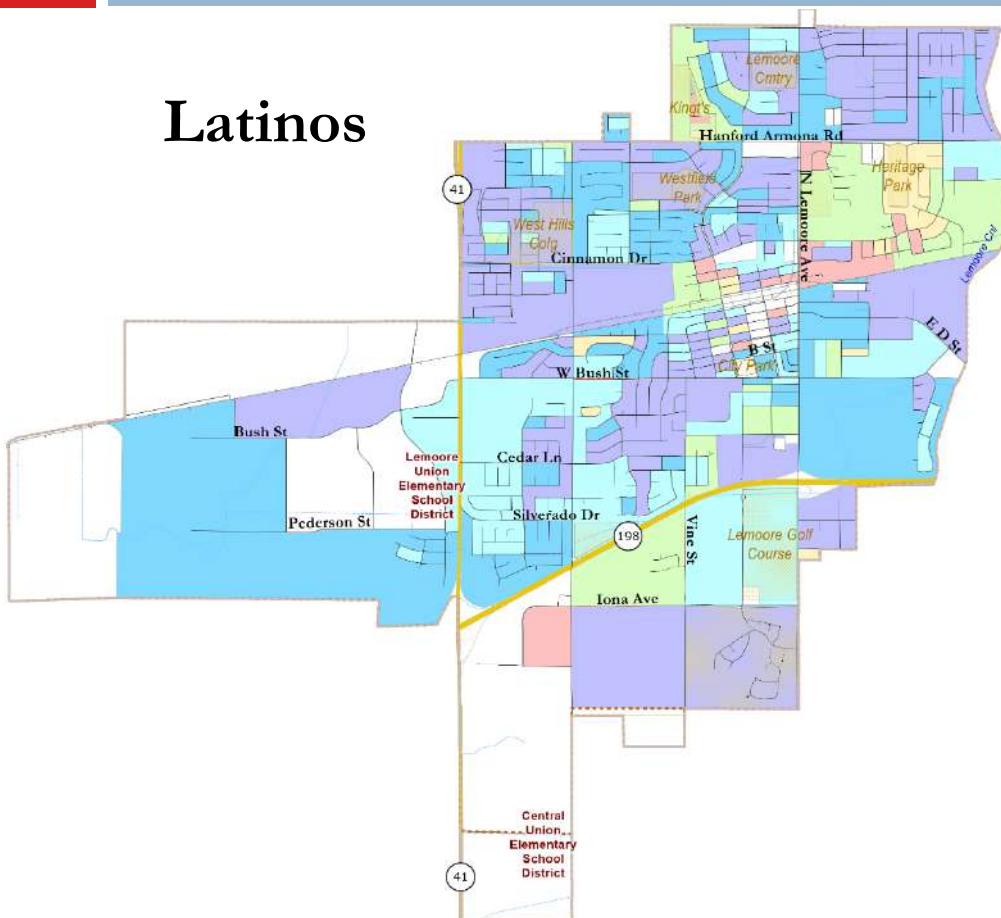 Latinos
Lemoore
Cmtry
King's
Hanford Armona Rd
41
Westfield
Park
N Lemoore Ave
Heritage
Park
West Hills
Colg
Cinnamon Dr
Lemoore Cnl
E D St
B St
City Park
W Bush St
Bush St
Lemoore
Union
Elementary
School
District
Cedar Ln
Pederson St
Silverado Dr
198
Vine St
Lemoore Golf
Course
Iona Ave
Central
Union
Elementary
School
District
41